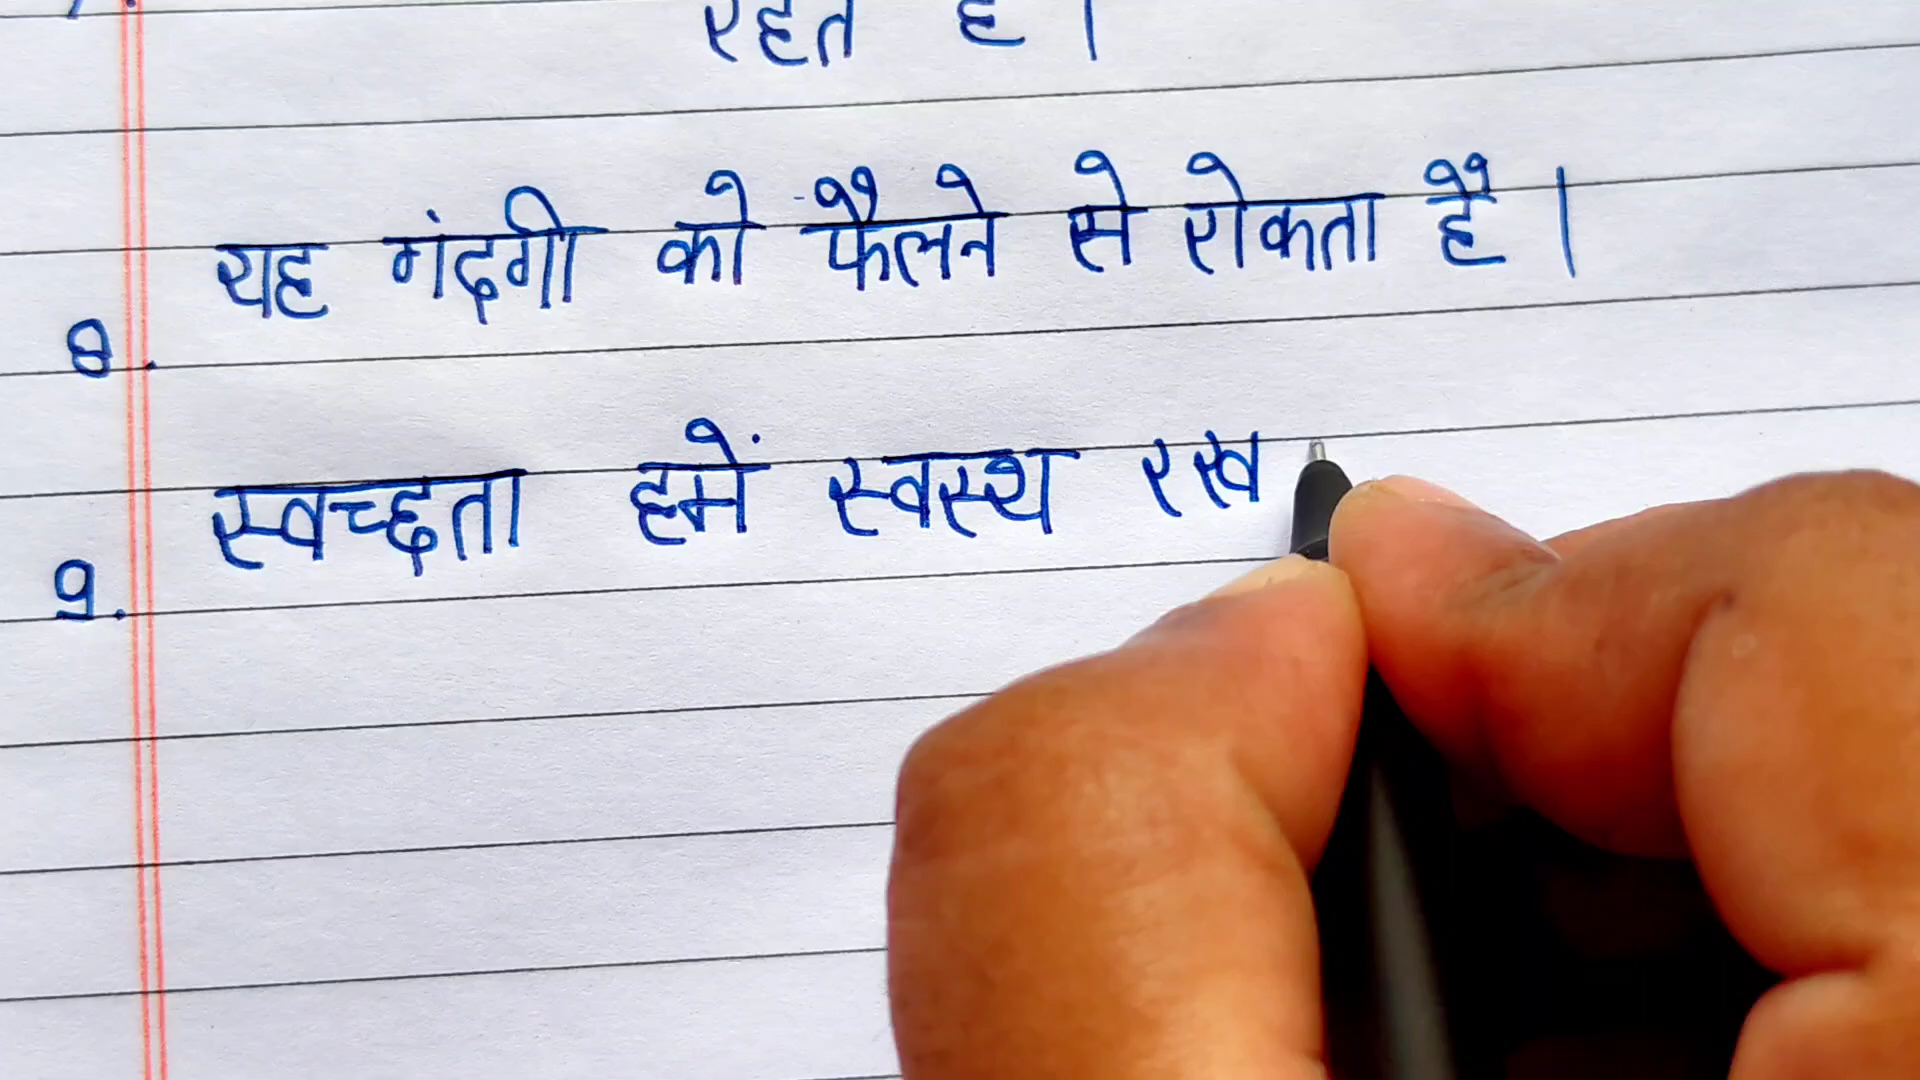 रहते है।
यह गंदगी को फैलने से रोकता है।
8.
स्वच्छता हमें स्वस्थ रख
9.